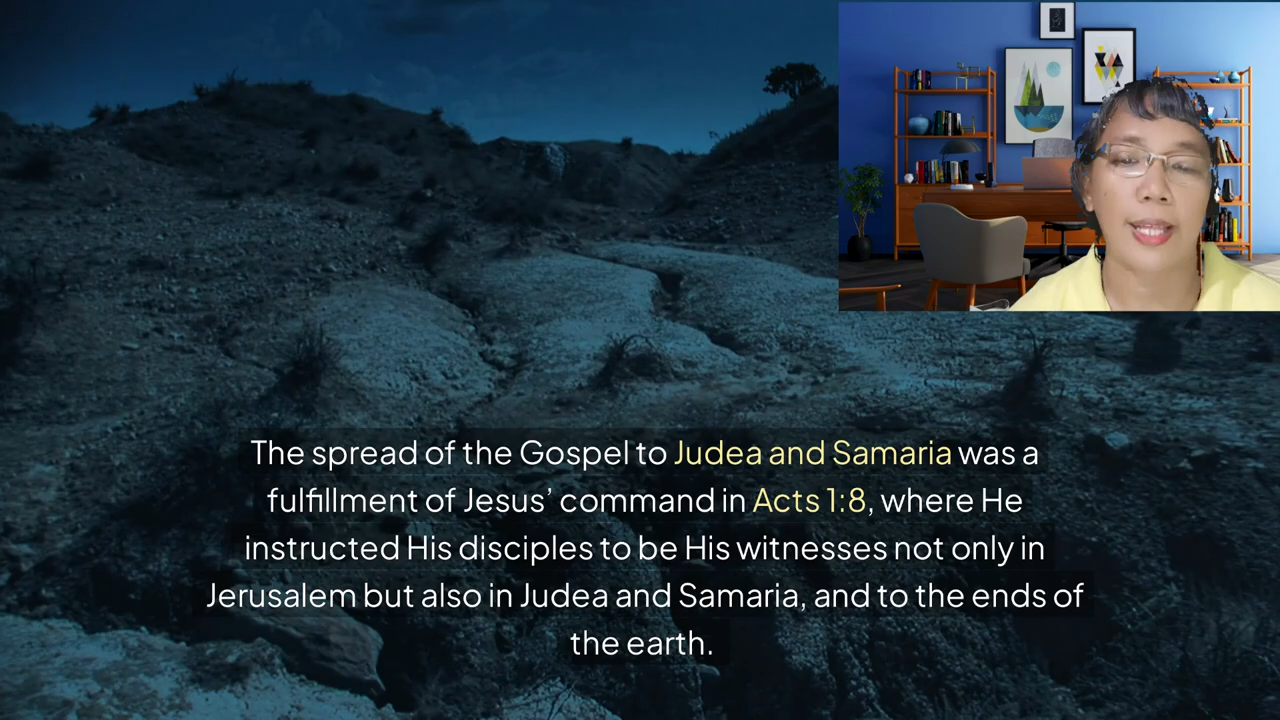 The spread of the Gospel to Judea and Samaria was a
fulfillment of Jesus’ command in Acts 1:8, where He
instructed His disciples to be His witnesses not only in
Jerusalem but also in Judea and Samaria, and to the ends of
the earth.